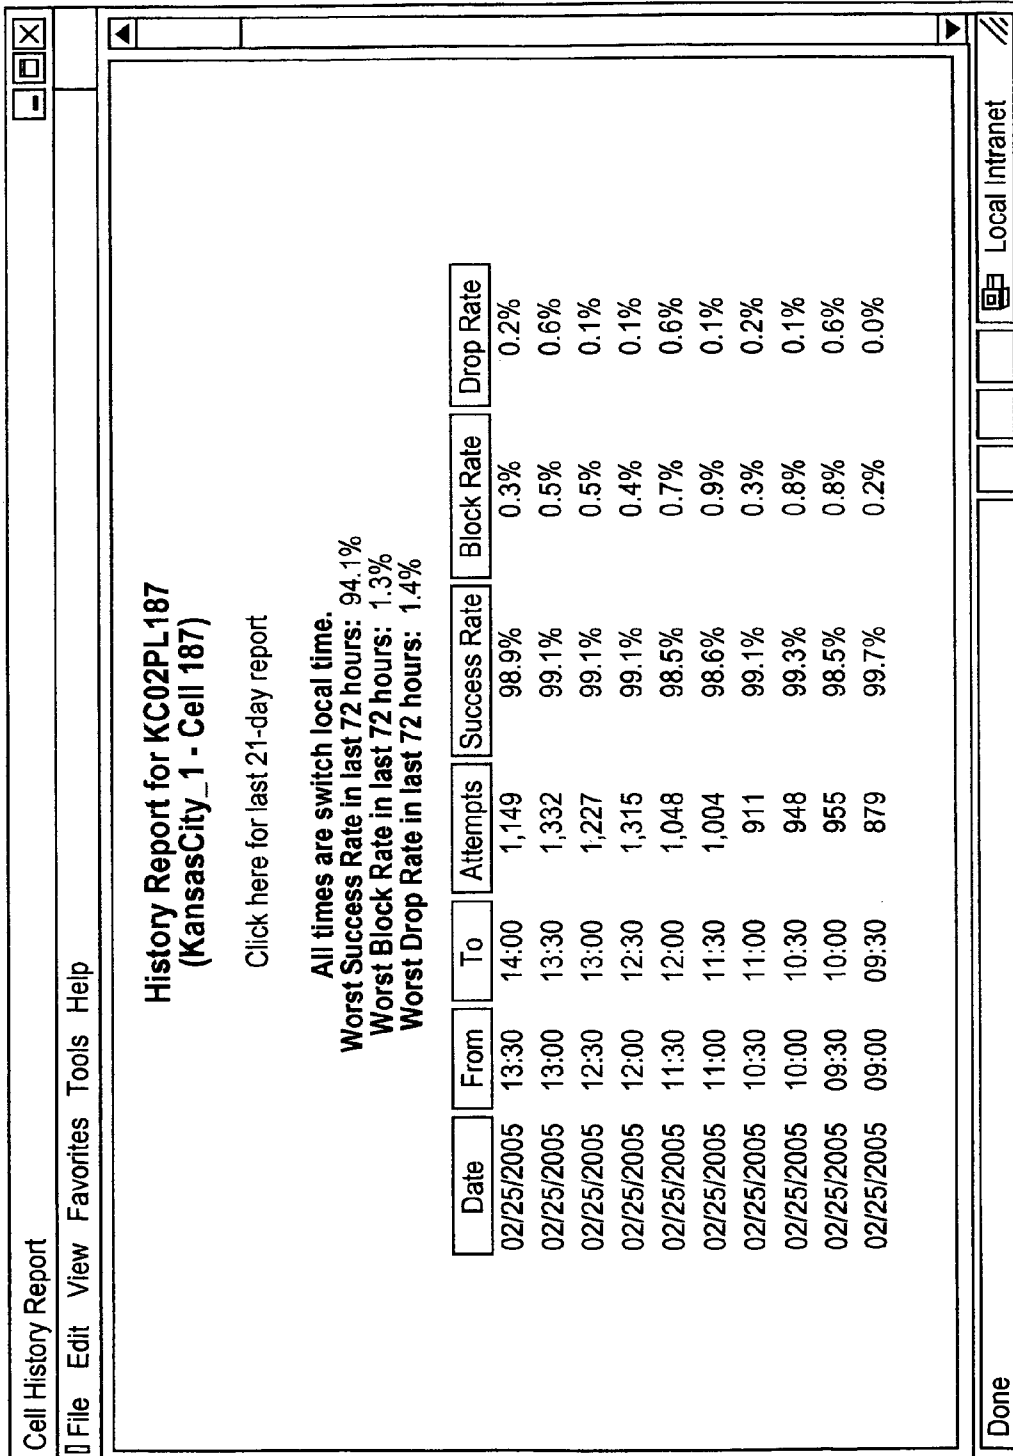 Cell History Report
File Edit View Favorites Tools Help
History Report for KC02PL187
(KansasCity_1 - Cell 187)
Click here for last 21-day report
All times are switch local time.
Worst Success Rate in last 72 hours: 94.1%
Worst Block Rate in last 72 hours: 1.3%
Worst Drop Rate in last 72 hours: 1.4%
Date From To Attempts Success Rate Block Rate Drop Rate
02/25/2005 13:30 14:00 1,149 98.9% 0.3% 0.2%
02/25/2005 13:00 13:30 1,332 99.1% 0.5% 0.6%
02/25/2005 12:30 13:00 1,227 99.1% 0.5% 0.1%
02/25/2005 12:00 12:30 1,315 99.1% 0.4% 0.1%
02/25/2005 11:30 12:00 1,048 98.5% 0.7% 0.6%
02/25/2005 11:00 11:30 1,004 98.6% 0.9% 0.1%
02/25/2005 10:30 11:00 911 99.1% 0.3% 0.2%
02/25/2005 10:00 10:30 948 99.3% 0.8% 0.1%
02/25/2005 09:30 10:00 955 98.5% 0.8% 0.6%
02/25/2005 09:00 09:30 879 99.7% 0.2% 0.0%
Done Local Intranet